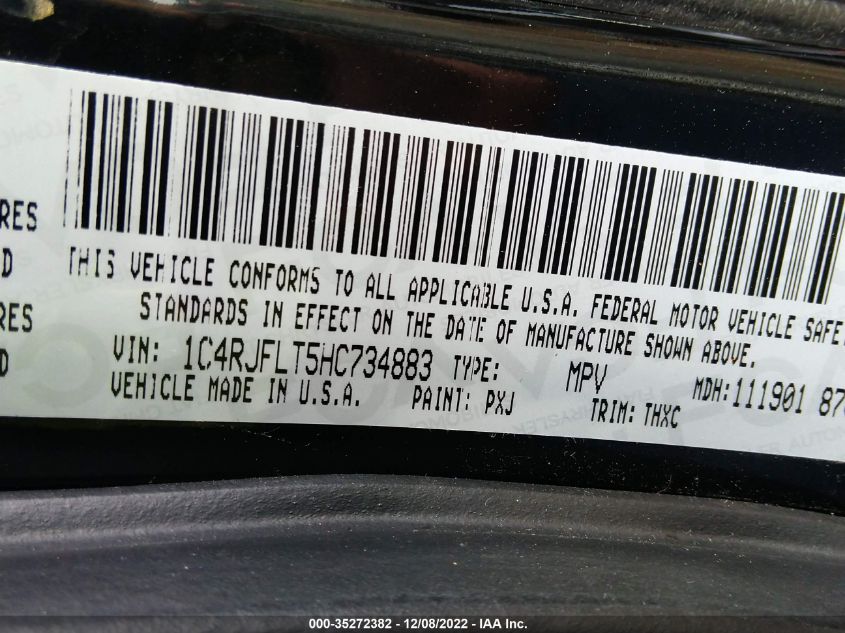 RES
D
RES
D
THIS VEHICLE CONFORMS TO ALL APPLICABLE U.S.A. FEDERAL MOTOR VEHICLE SAFE
STANDARDS IN EFFECT ON THE DATE OF MANUFACTURE SHOWN ABOVE.
VIN: 1C4RJFLT5HC734883 TYPE: MPV MDH:111901 87
VEHICLE MADE IN U.S.A. PAINT: PXJ TRIM: THXC
000-35272382 - 12/08/2022 - IAA Inc.